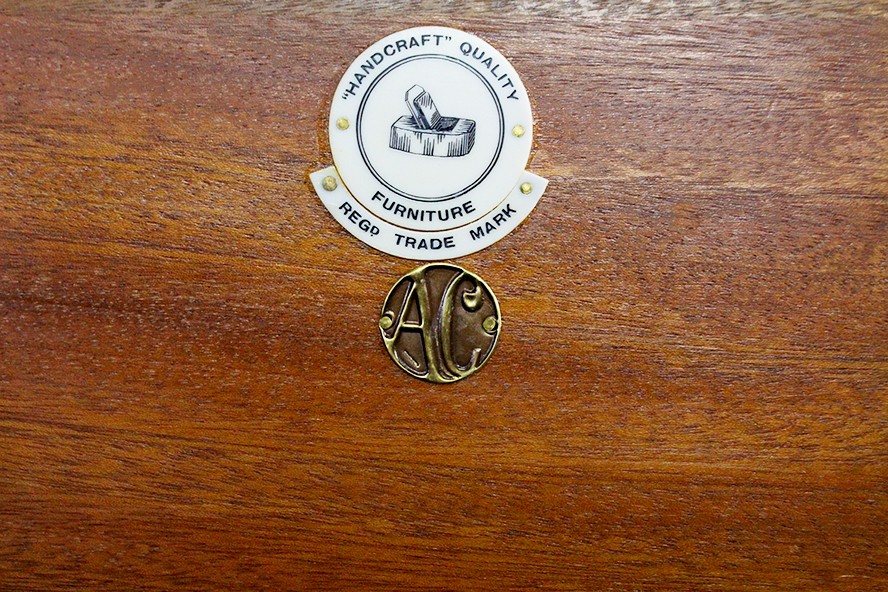 "HANDCRAFT" QUALITY
FURNITURE
REGD TRADE MARK
AC